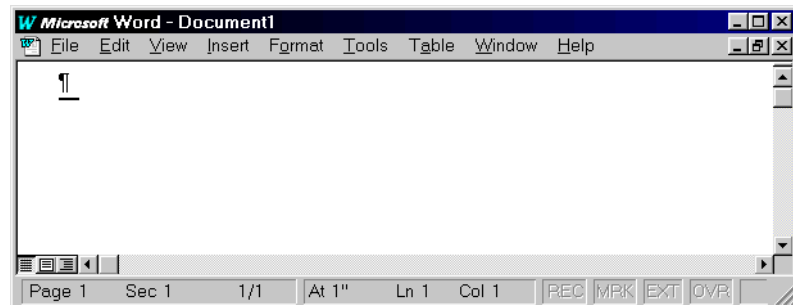 Microsoft Word - Document1
File Edit View Insert Format Tools Table Window Help
¶
Page 1 Sec 1 1/1 At 1" Ln 1 Col 1 REC MRK EXT OVR